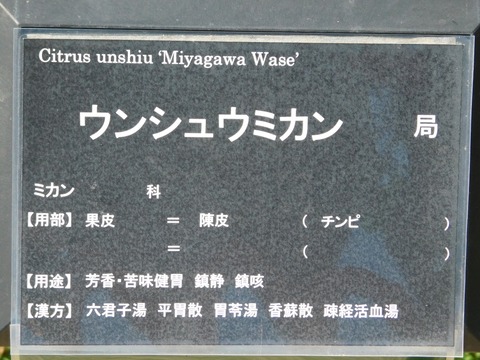 Citrus unshiu 'Miyagawa Wase'
ウンシュウミカン 局
ミカン 科
【用部】 果皮 ＝ 陳皮 （ チンピ ）
＝ （ ）
【用途】 芳香・苦味健胃 鎮静 鎮咳
【漢方】 六君子湯 平胃散 胃苓湯 香蘇散 疎経活血湯